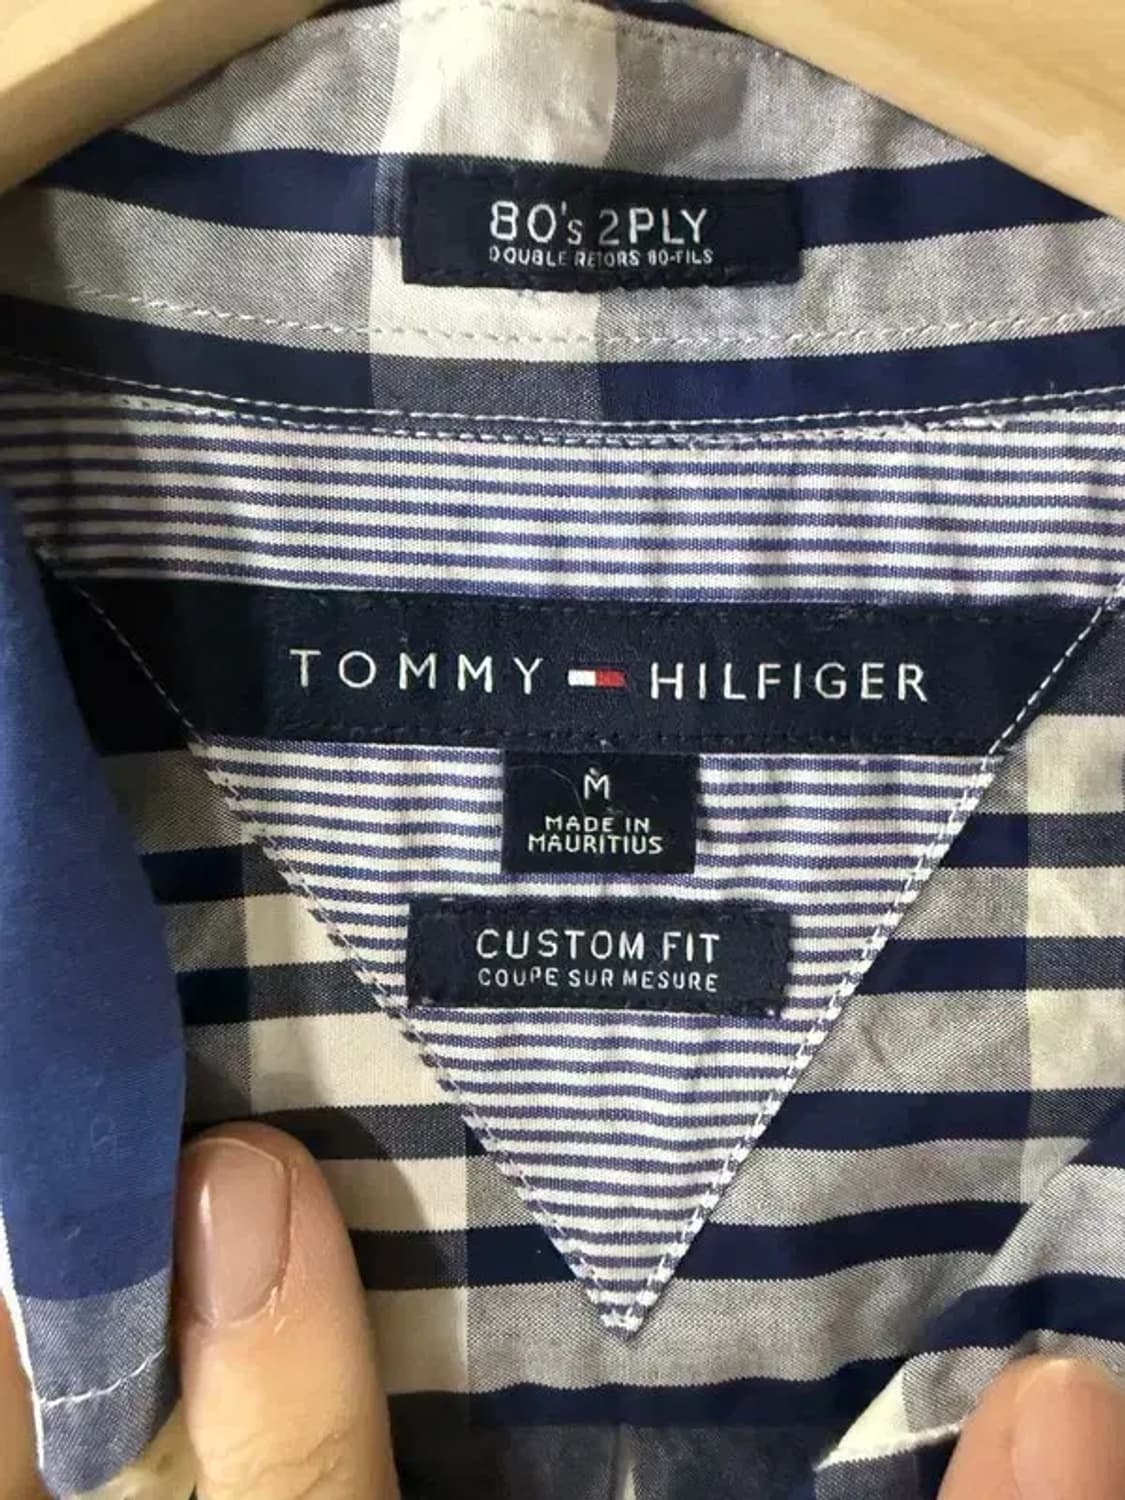 80's 2PLY
DOUBLE RETORS 80-FILS
TOMMY HILFIGER
M
MADE IN
MAURITIUS
CUSTOM FIT
COUPE SUR MESURE